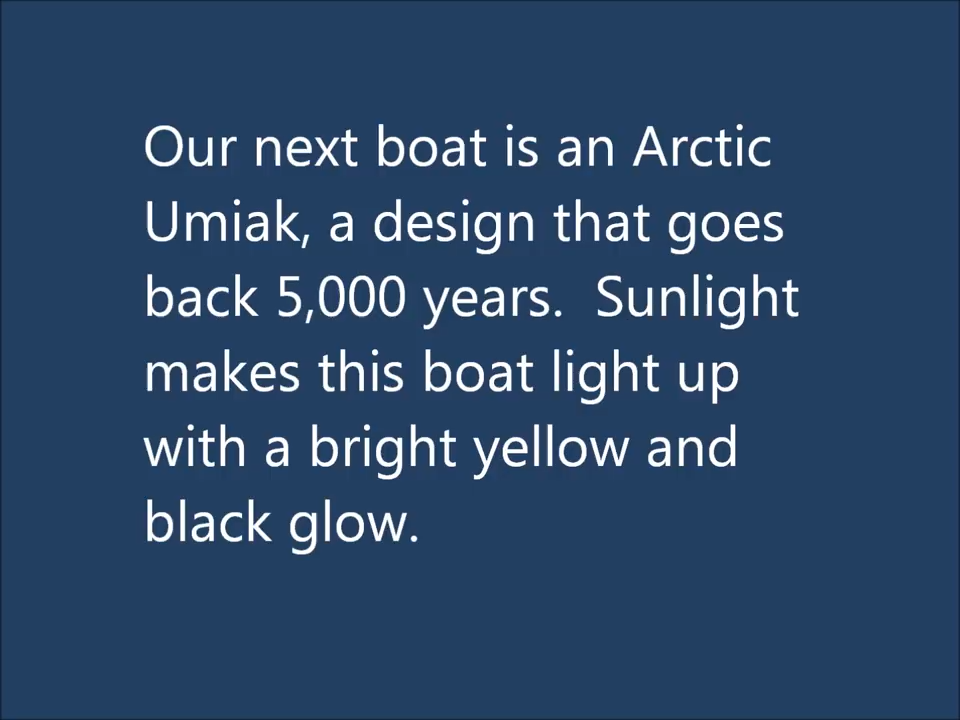 Our next boat is an Arctic
Umiak, a design that goes
back 5,000 years.  Sunlight
makes this boat light up
with a bright yellow and
black glow.